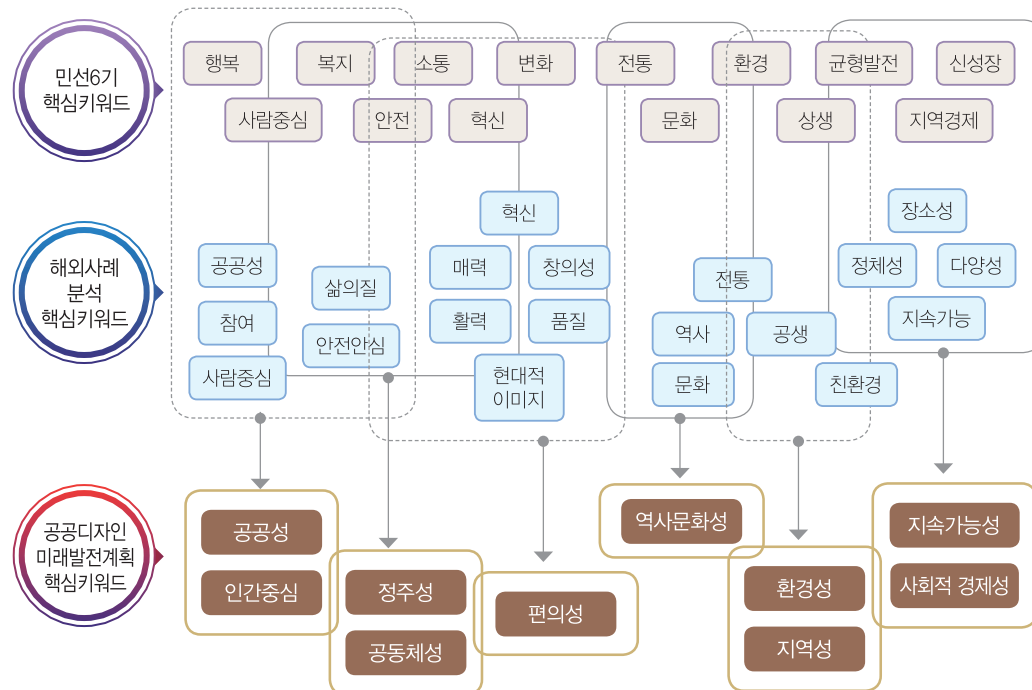 민선6기
핵심키워드
행복
복지
소통
변화
전통
환경
균형발전
신성장
사람중심
안전
혁신
문화
상생
지역경제
해외사례
분석
핵심키워드
혁신
장소성
공공성
매력
창의성
정체성
다양성
삶의질
전통
참여
활력
품질
역사
공생
지속가능
안전안심
사람중심
현대적
이미지
문화
친환경
공공디자인
미래발전계획
핵심키워드
공공성
역사문화성
지속가능성
인간중심
정주성
편의성
환경성
사회적 경제성
공동체성
지역성